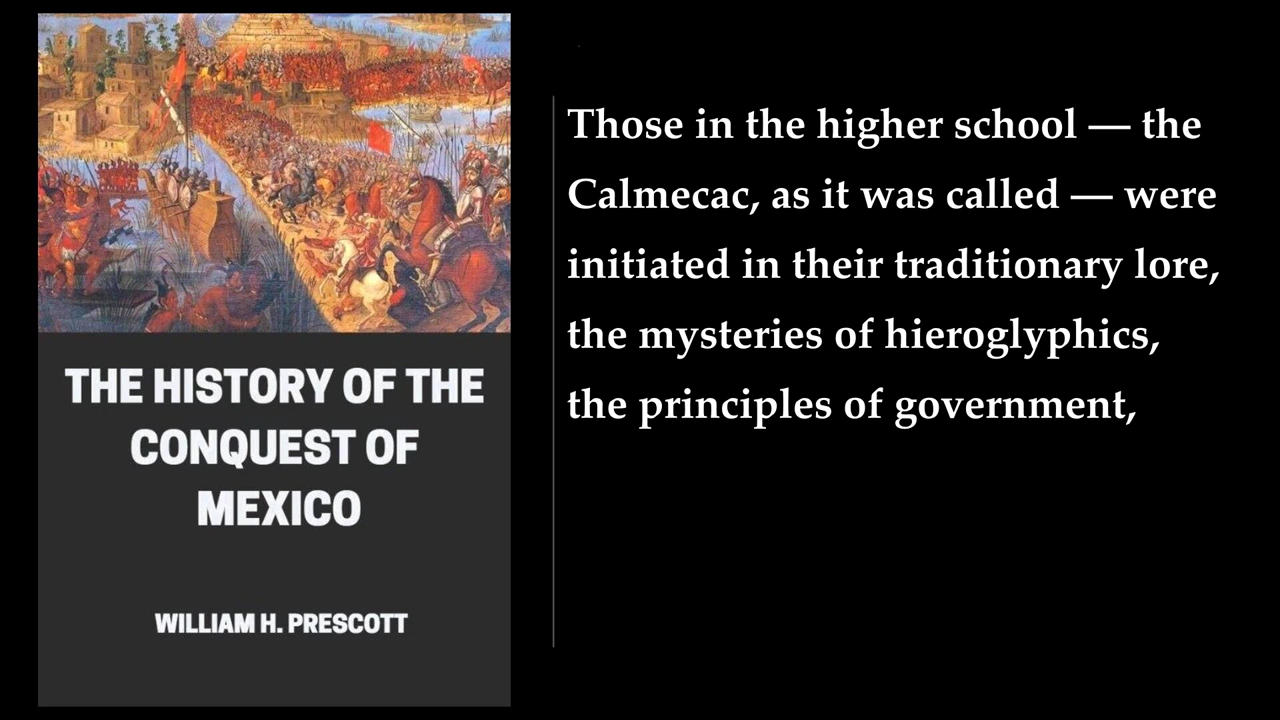 THE HISTORY OF THE
CONQUEST OF
MEXICO
WILLIAM H. PRESCOTT
Those in the higher school — the
Calmecac, as it was called — were
initiated in their traditionary lore,
the mysteries of hieroglyphics,
the principles of government,